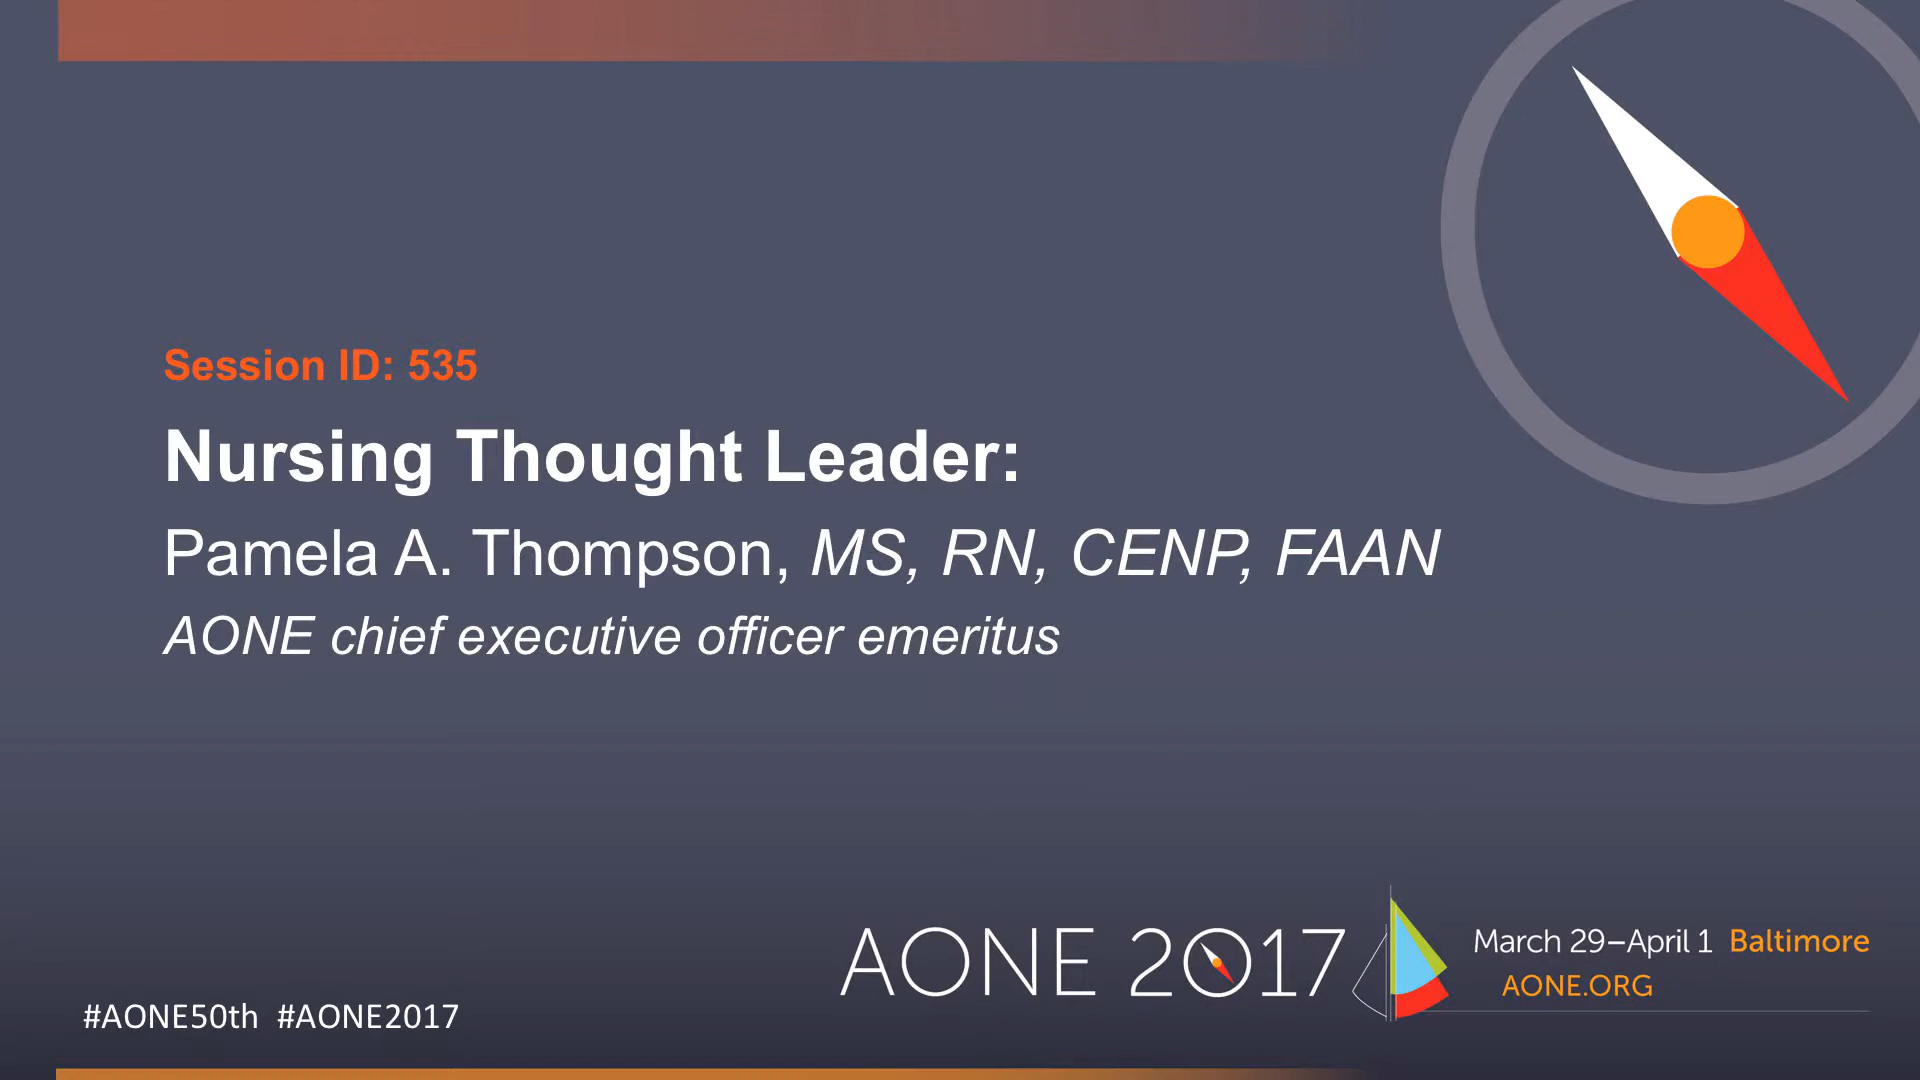 Session ID: 535
Nursing Thought Leader:
Pamela A. Thompson, MS, RN, CENP, FAAN
AONE chief executive officer emeritus
AONE 2017
March 29–April 1 Baltimore
AONE.ORG
#AONE50th #AONE2017